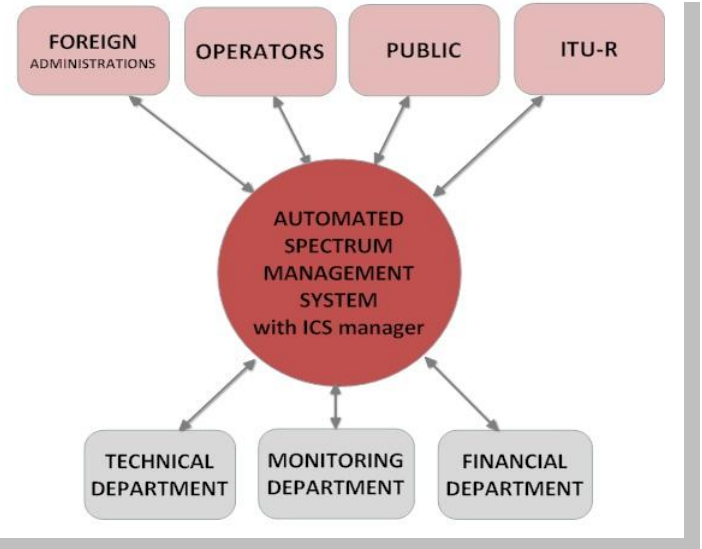 FOREIGN
ADMINISTRATIONS
OPERATORS
PUBLIC
ITU-R
AUTOMATED
SPECTRUM
MANAGEMENT
SYSTEM
with ICS manager
TECHNICAL
DEPARTMENT
MONITORING
DEPARTMENT
FINANCIAL
DEPARTMENT